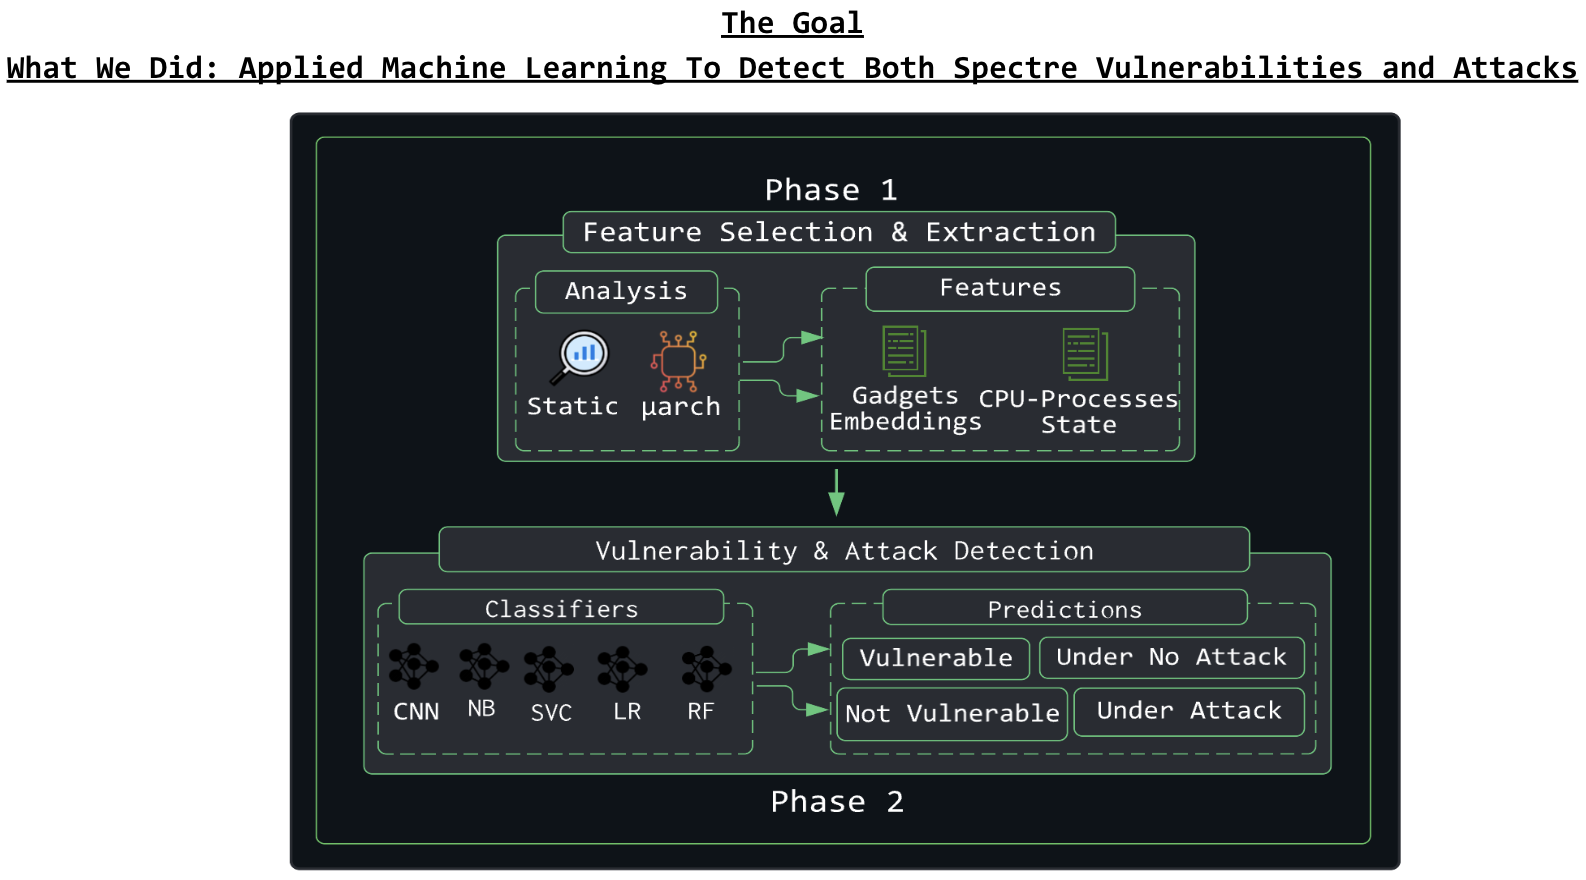 The Goal
What We Did: Applied Machine Learning To Detect Both Spectre Vulnerabilities and Attacks
Phase 1
Feature Selection & Extraction
Analysis
Static
µarch
Features
Gadgets
Embeddings
CPU-Processes
State
Vulnerability & Attack Detection
Classifiers
CNN
NB
SVC
LR
RF
Predictions
Vulnerable
Under No Attack
Not Vulnerable
Under Attack
Phase 2